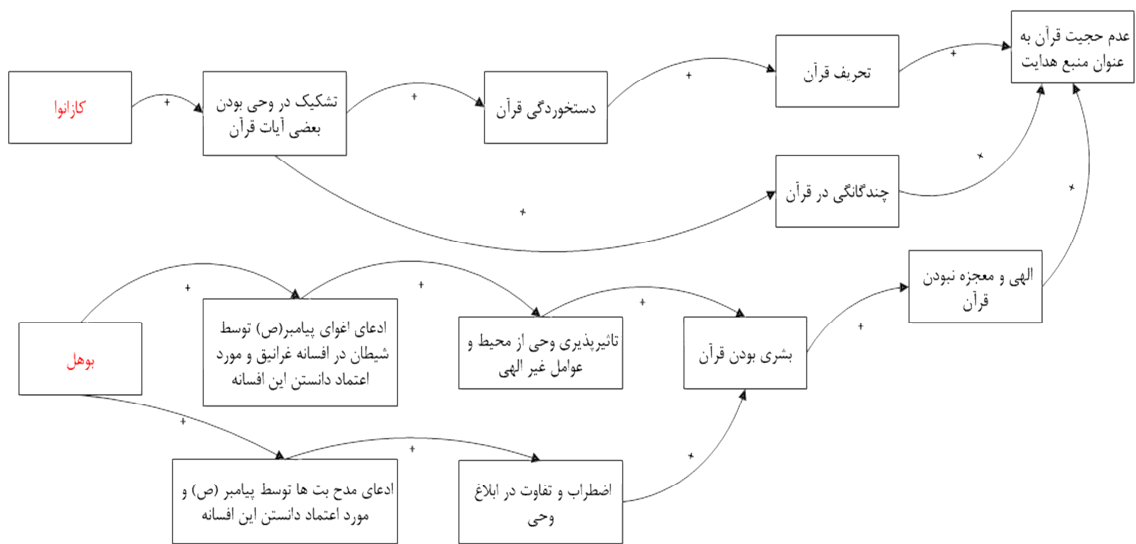 عدم حجیت قرآن به
عنوان منبع هدایت
تحریف قرآن
دستخوردگی قرآن
تشکیک در وحی بودن
بعضی آیات قرآن
کازانوا
چندگانگی در قرآن
الهی و معجزه نبودن
قرآن
بوهل
ادعای اغوای پیامبر(ص) توسط
شیطان در افسانه غرانیق و مورد
اعتماد دانستن این افسانه
تاثیرپذیری وحی از محیط و
عوامل غیر الهی
بشری بودن قرآن
ادعای مدح بت ها توسط پیامبر (ص) و
مورد اعتماد دانستن این افسانه
اضطراب و تفاوت در ابلاغ
وحی
+
+
+
+
+
+
+
+
+
+
+
+
+
+